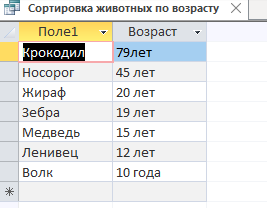 Сортировка животных по возрасту
Поле1 Возраст
Крокодил 79лет
Носорог 45 лет
Жираф 20 лет
Зебра 19 лет
Медведь 15 лет
Ленивец 12 лет
Волк 10 года